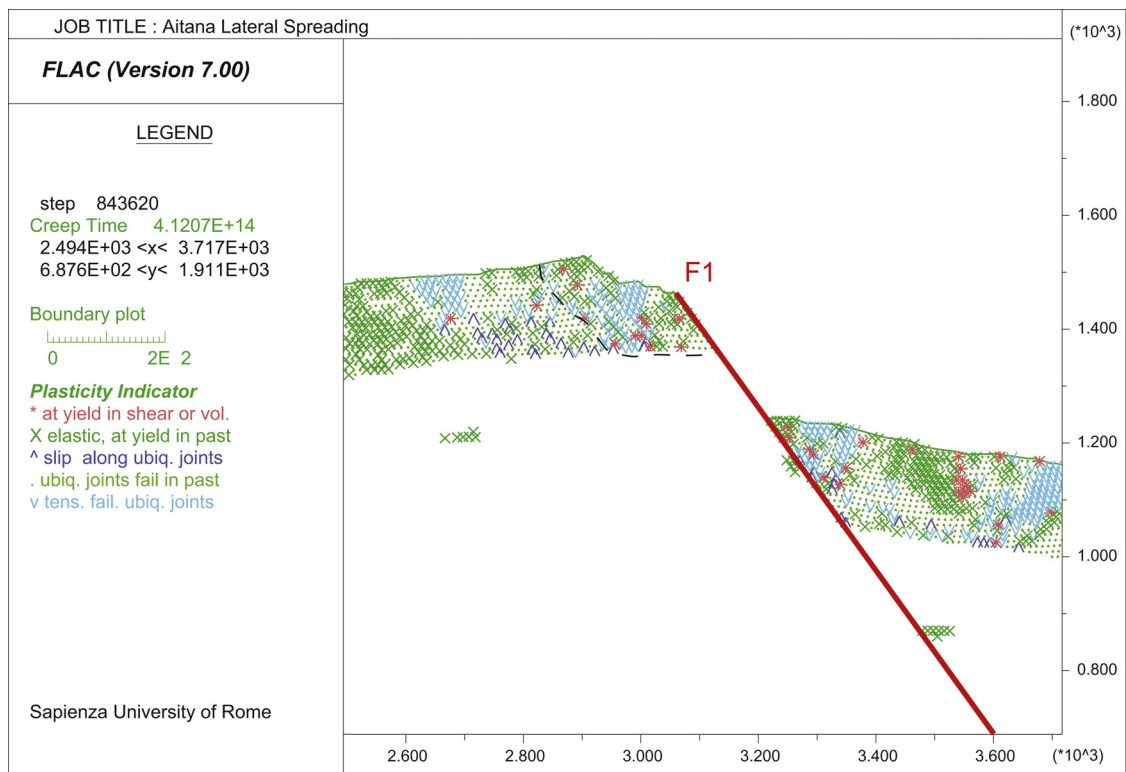 JOB TITLE : Aitana Lateral Spreading
(*10^3)
FLAC (Version 7.00)
LEGEND
step 843620
Creep Time 4.1207E+14
2.494E+03 <x< 3.717E+03
6.876E+02 <y< 1.911E+03
Boundary plot
0 2E 2
Plasticity Indicator
* at yield in shear or vol.
X elastic, at yield in past
^ slip along ubiq. joints
. ubiq. joints fail in past
v tens. fail. ubiq. joints
Sapienza University of Rome
F1
1.800
1.600
1.400
1.200
1.000
0.800
2.600 2.800 3.000 3.200 3.400 3.600 (*10^3)